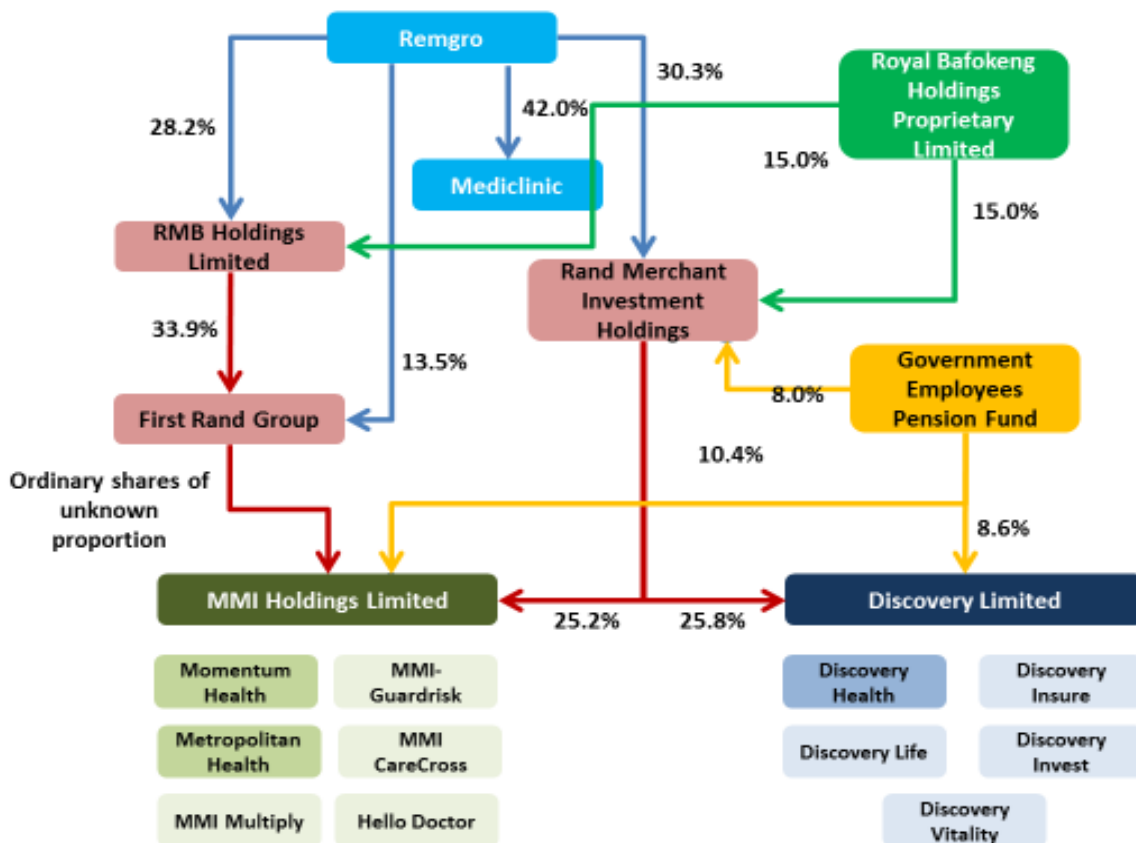 Remgro
Royal Bafokeng
Holdings
Proprietary
Limited
30.3%
42.0%
28.2%
15.0%
Mediclinic
15.0%
RMB Holdings
Limited
Rand Merchant
Investment
Holdings
33.9%
13.5%
Government
Employees
Pension Fund
8.0%
First Rand Group
10.4%
Ordinary shares of
unknown
proportion
8.6%
MMI Holdings Limited
Discovery Limited
25.2%
25.8%
Momentum
Health
MMI-
Guardrisk
Discovery
Health
Discovery
Insure
Metropolitan
Health
MMI
CareCross
Discovery Life
Discovery
Invest
MMI Multiply
Hello Doctor
Discovery
Vitality